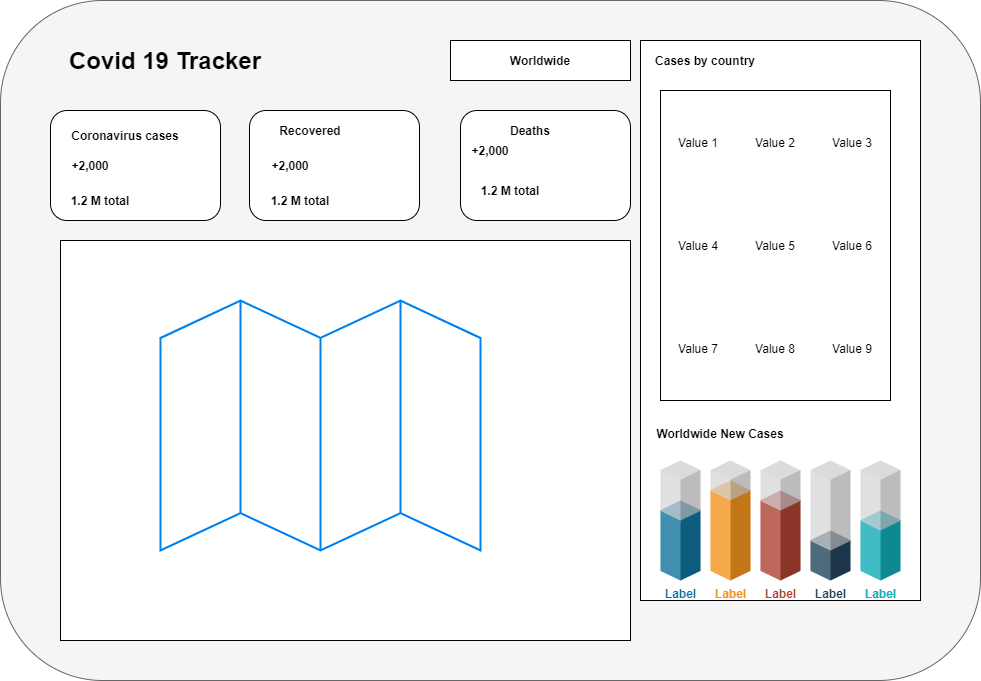 Covid 19 Tracker
Worldwide
Coronavirus cases
+2,000
1.2 M total
Recovered
+2,000
1.2 M total
Deaths
+2,000
1.2 M total
Cases by country
Value 1 Value 2 Value 3
Value 4 Value 5 Value 6
Value 7 Value 8 Value 9
Worldwide New Cases
Label Label Label Label Label